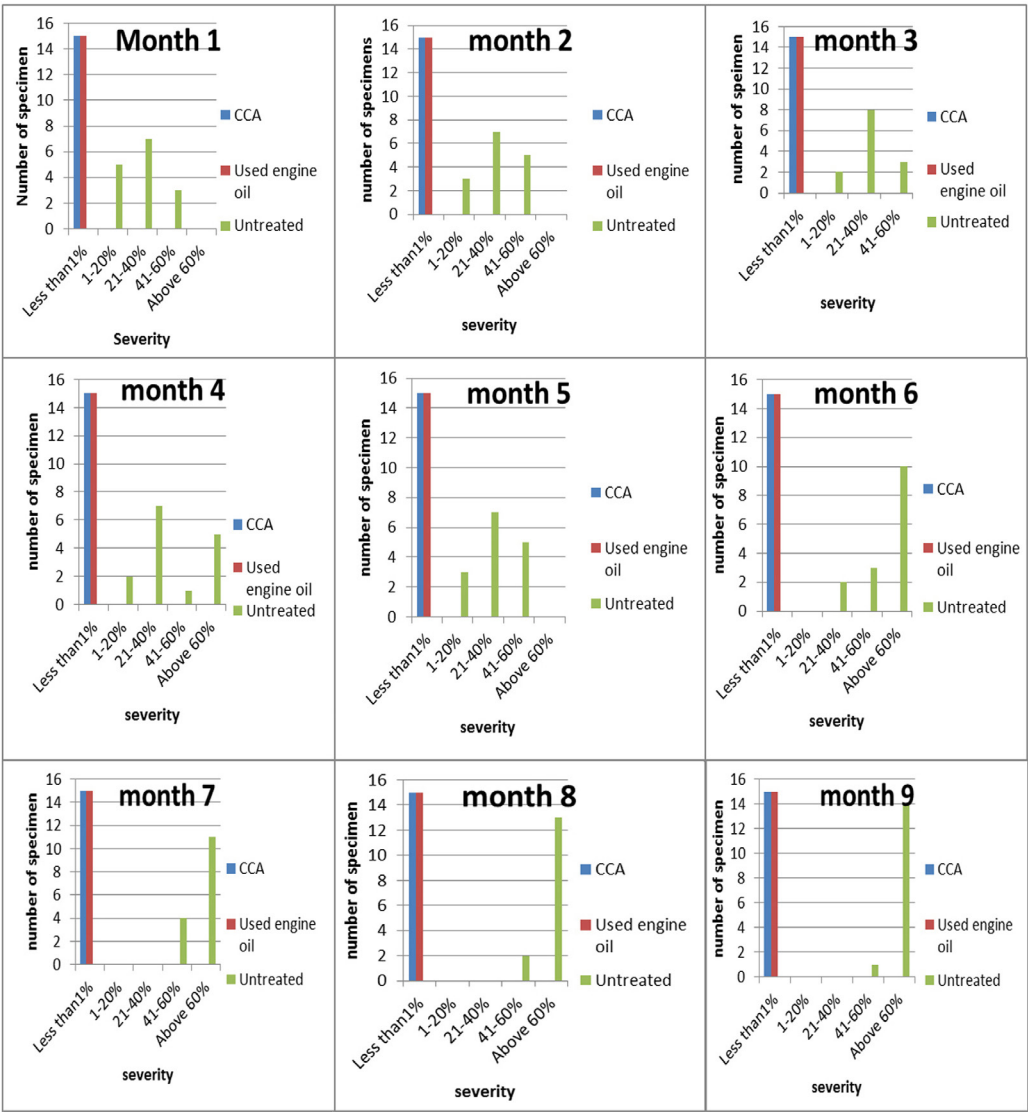 Month 1
Number of specimen
16
14
12
10
8
6
4
2
0
Less than1%
1-20%
21-40%
41-60%
Above 60%
Severity
CCA
Used engine
oil
Untreated
month 2
number of specimens
16
14
12
10
8
6
4
2
0
Less than1%
1-20%
21-40%
41-60%
Above 60%
severity
CCA
Used engine
oil
Untreated
month 3
number of speimen
16
14
12
10
8
6
4
2
0
Less than1%
1-20%
21-40%
41-60%
severity
CCA
Used
engine oil
Untreated
month 4
number of specimen
16
14
12
10
8
6
4
2
0
Less than1%
1-20%
21-40%
41-60%
Above 60%
severity
CCA
Used
engine oil
Untreated
month 5
number of specimen
16
14
12
10
8
6
4
2
0
Less than1%
1-20%
21-40%
41-60%
Above 60%
severity
CCA
Used engine
oil
Untreated
month 6
number of specimen
16
14
12
10
8
6
4
2
0
Less than1%
1-20%
21-40%
41-60%
Above 60%
severity
CCA
Used engine
oil
Untreated
month 7
number of specimen
16
14
12
10
8
6
4
2
0
Less than1%
1-20%
21-40%
41-60%
Above 60%
severity
CCA
Used engine
oil
Untreated
month 8
number of specimen
16
14
12
10
8
6
4
2
0
Less than1%
1-20%
21-40%
41-60%
Above 60%
severity
CCA
Used engine
oil
Untreated
month 9
number of specimen
16
14
12
10
8
6
4
2
0
Less than1%
1-20%
21-40%
41-60%
Above 60%
severity
CCA
Used engine
oil
Untreated